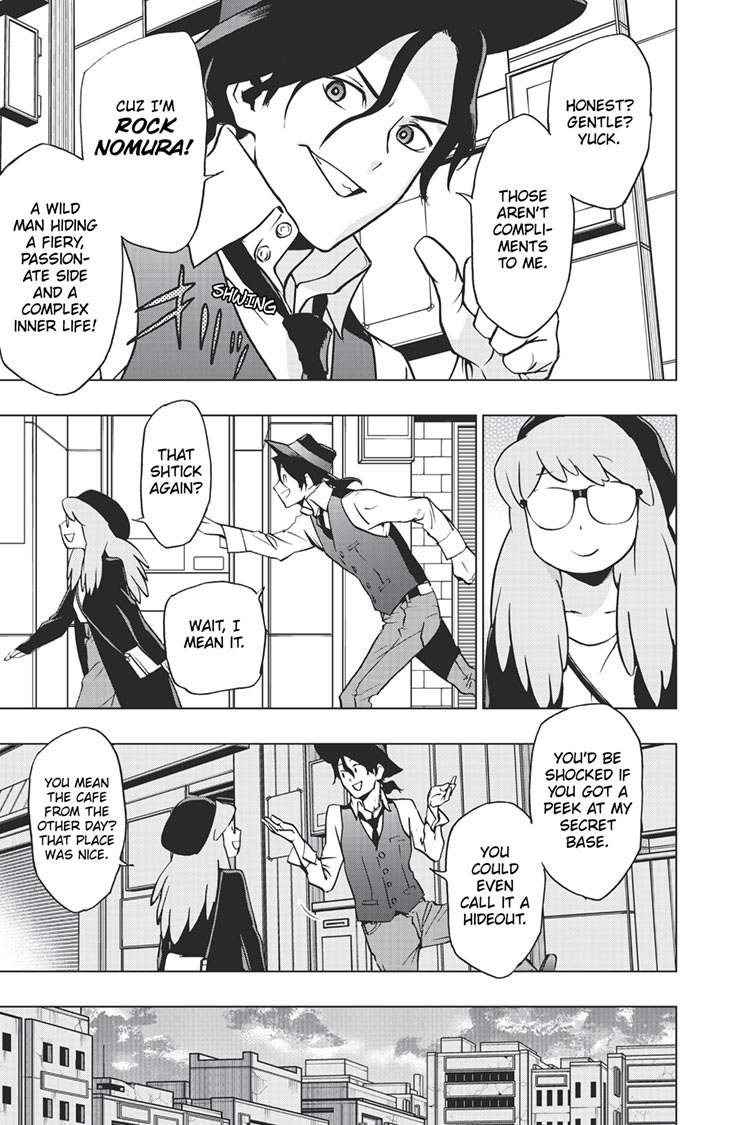 HONEST?
GENTLE?
YUCK.
THOSE
AREN'T
COMPLI-
MENTS
TO ME.
CUZ I'M
ROCK
NOMURA!
A WILD
MAN HIDING
A FIERY,
PASSION-
ATE SIDE
AND A
COMPLEX
INNER LIFE!
SHWING
THAT
SHTICK
AGAIN?
WAIT, I
MEAN IT.
YOU'D BE
SHOCKED IF
YOU GOT A
PEEK AT MY
SECRET
BASE.
YOU
COULD
EVEN
CALL IT A
HIDEOUT.
YOU MEAN
THE CAFE
FROM THE
OTHER DAY?
THAT PLACE
WAS NICE.